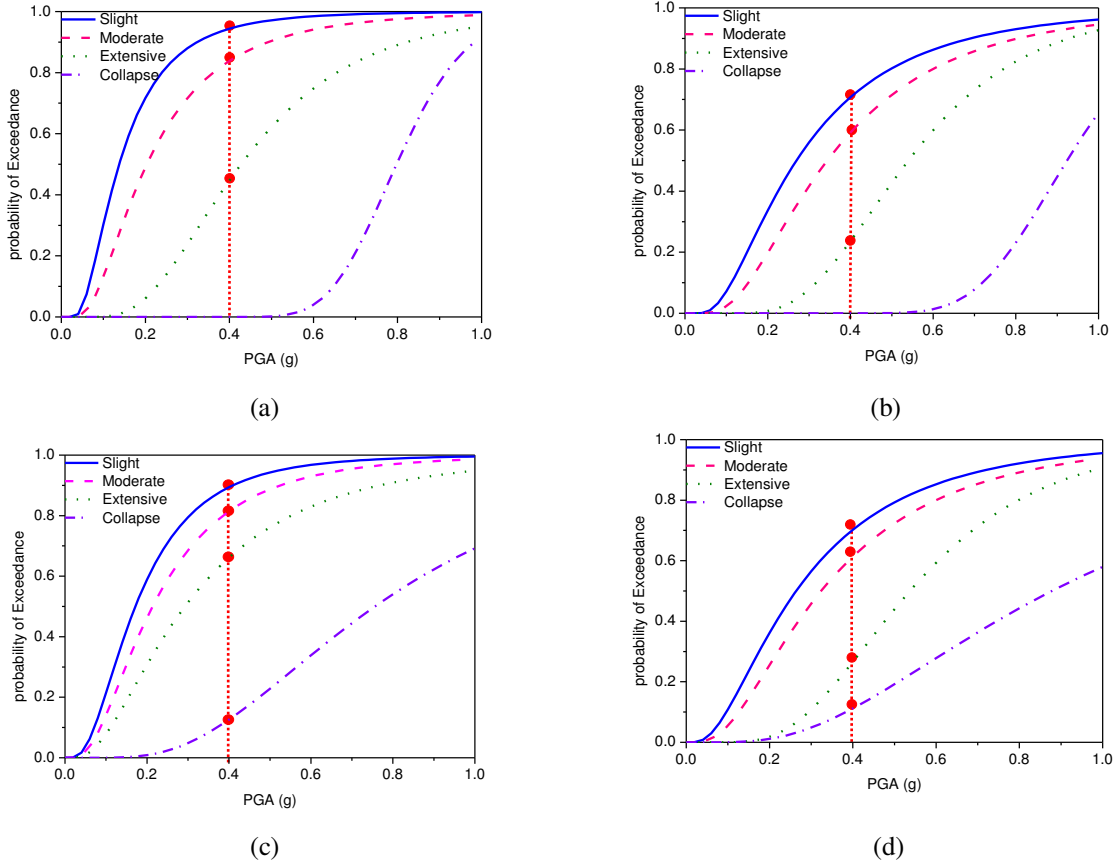 1.0
0.8
0.6
0.4
0.2
0.0
probability of Exceedance
Slight
Moderate
Extensive
Collapse
0.0 0.2 0.4 0.6 0.8 1.0
PGA (g)
(a)
1.0
0.8
0.6
0.4
0.2
0.0
probability of Exceedance
Slight
Moderate
Extensive
Collapse
0.0 0.2 0.4 0.6 0.8 1.0
PGA (g)
(b)
1.0
0.8
0.6
0.4
0.2
0.0
probability of Exceedance
Slight
Moderate
Extensive
Collapse
0.0 0.2 0.4 0.6 0.8 1.0
PGA (g)
(c)
1.0
0.8
0.6
0.4
0.2
0.0
probability of Exceedance
Slight
Moderate
Extensive
Collapse
0.0 0.2 0.4 0.6 0.8 1.0
PGA (g)
(d)